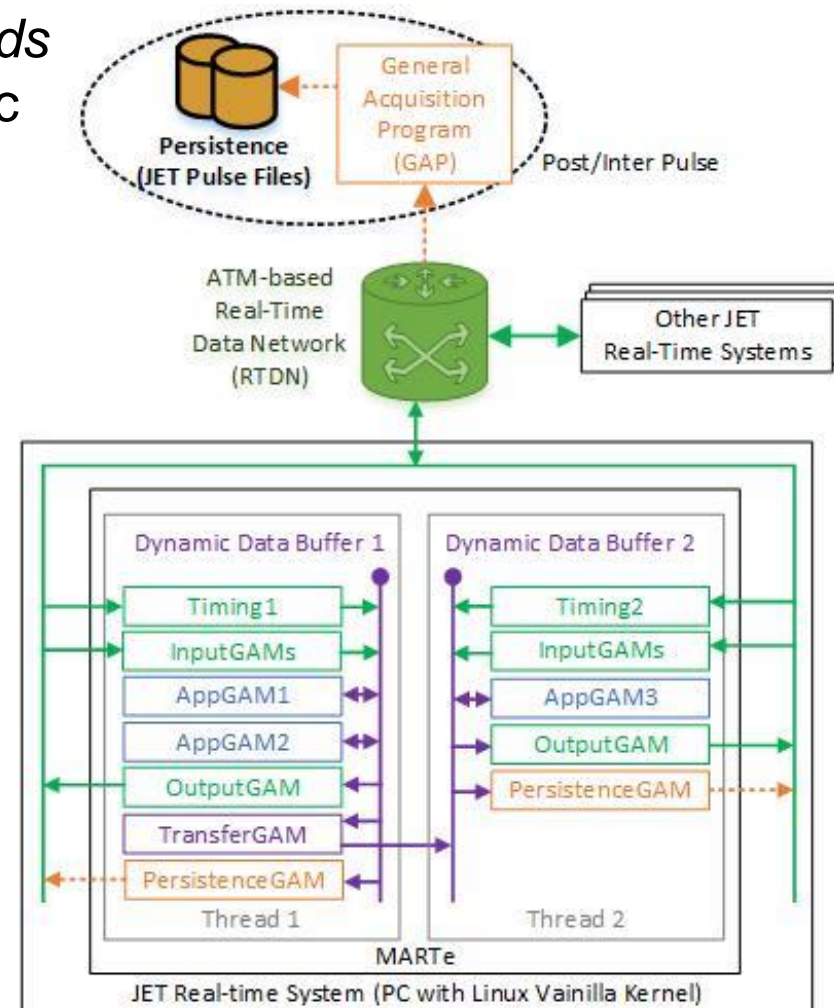 ds
c
General
Acquisition
Program
(GAP)
Persistence
(JET Pulse Files)
Post/Inter Pulse
ATM-based
Real-Time
Data Network
(RTDN)
Other JET
Real-Time Systems
Dynamic Data Buffer 1
Timing1
InputGAMs
AppGAM1
AppGAM2
OutputGAM
TransferGAM
PersistenceGAM
Thread 1
Dynamic Data Buffer 2
Timing2
InputGAMs
AppGAM3
OutputGAM
PersistenceGAM
Thread 2
MARTe
JET Real-time System (PC with Linux Vainilla Kernel)